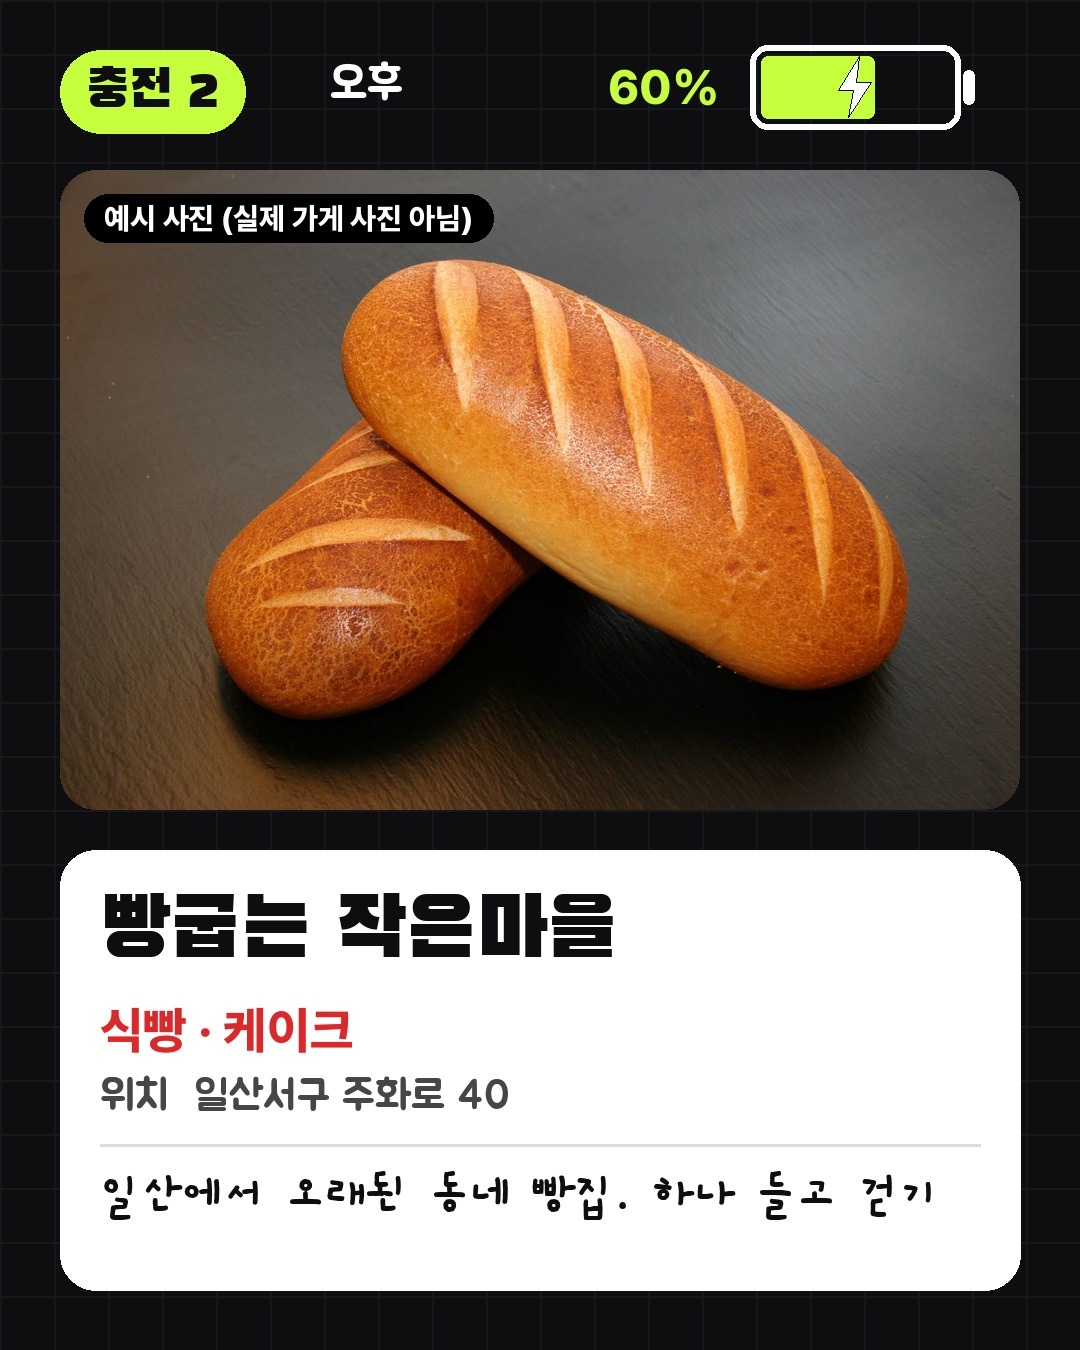 충전 2 오후 60%
예시 사진 (실제 가게 사진 아님)
빵굽는 작은마을
식빵 · 케이크
위치 일산서구 주화로 40
일산에서 오래된 동네 빵집. 하나 들고 걷기